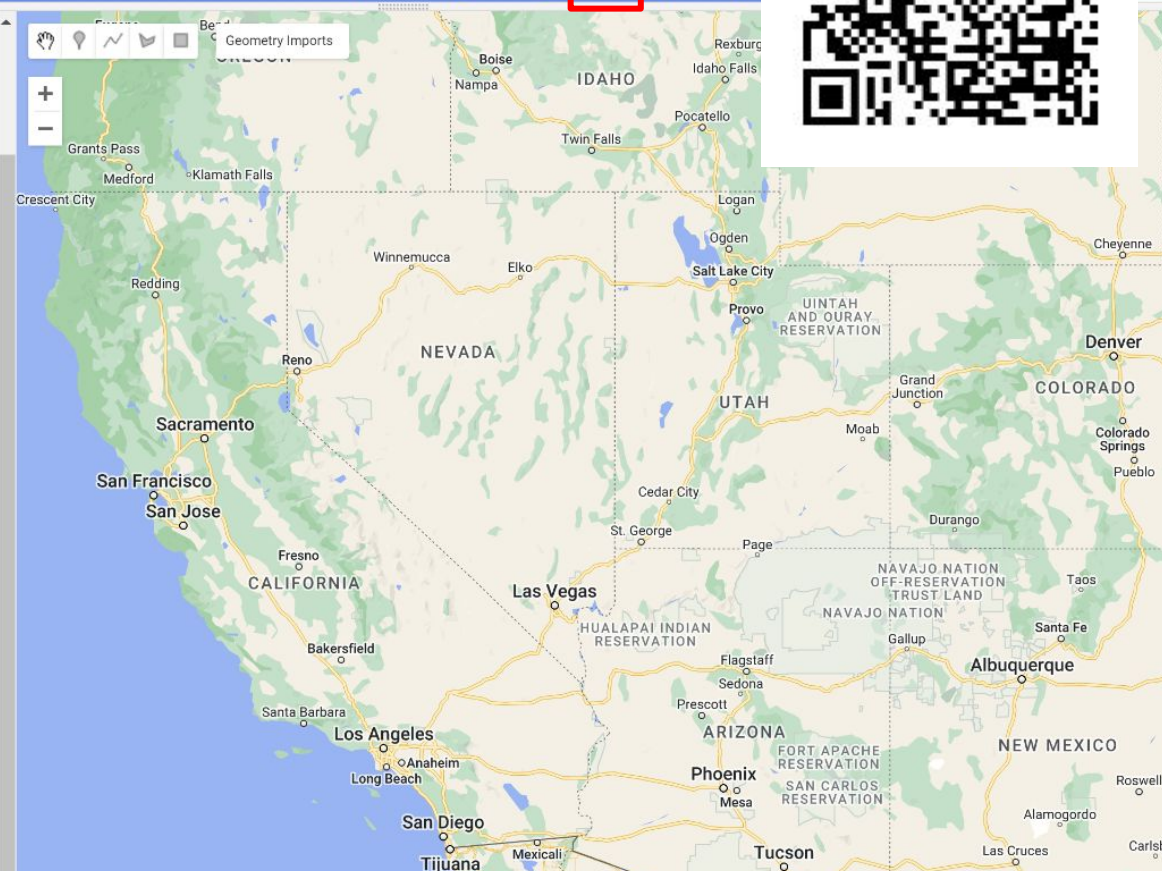 Bend
Geometry Imports
Rexburg
Boise
IDAHO
Idaho Falls
Nampa
Pocatello
Twin Falls
Grants Pass
Medford
Klamath Falls
Crescent City
Logan
Ogden
Cheyenne
Winnemucca
Elko
Salt Lake City
Redding
Provo
UINTAH
AND OURAY
RESERVATION
Reno
NEVADA
Denver
Grand
Junction
COLORADO
UTAH
Sacramento
Moab
Colorado
Springs
Pueblo
San Francisco
San Jose
Cedar City
St. George
Durango
Page
Fresno
CALIFORNIA
NAVAJO NATION
OFF-RESERVATION
TRUST LAND
Taos
Las Vegas
NAVAJO NATION
HUALAPAI INDIAN
RESERVATION
Santa Fe
Gallup
Bakersfield
Flagstaff
Albuquerque
Sedona
Santa Barbara
Prescott
Los Angeles
ARIZONA
Anaheim
Long Beach
FORT APACHE
RESERVATION
NEW MEXICO
Phoenix
Mesa
SAN CARLOS
RESERVATION
Roswell
San Diego
Alamogordo
Tijuana
Mexicali
Tucson
Las Cruces
Carlsb